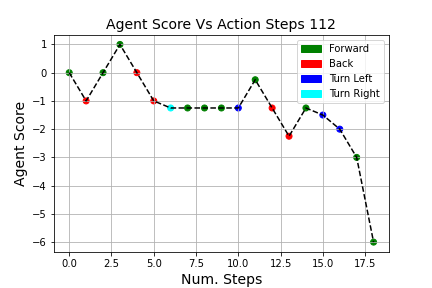 Agent Score Vs Action Steps 112
Agent Score
1
0
−1
−2
−3
−4
−5
−6
Forward
Back
Turn Left
Turn Right
0.0 2.5 5.0 7.5 10.0 12.5 15.0 17.5
Num. Steps